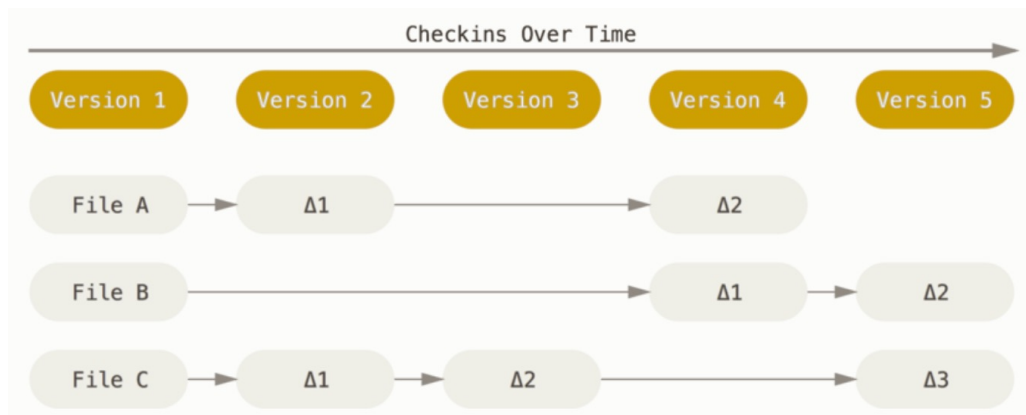 Checkins Over Time
Version 1 Version 2 Version 3 Version 4 Version 5
File A Δ1 Δ2
File B Δ1 Δ2
File C Δ1 Δ2 Δ3